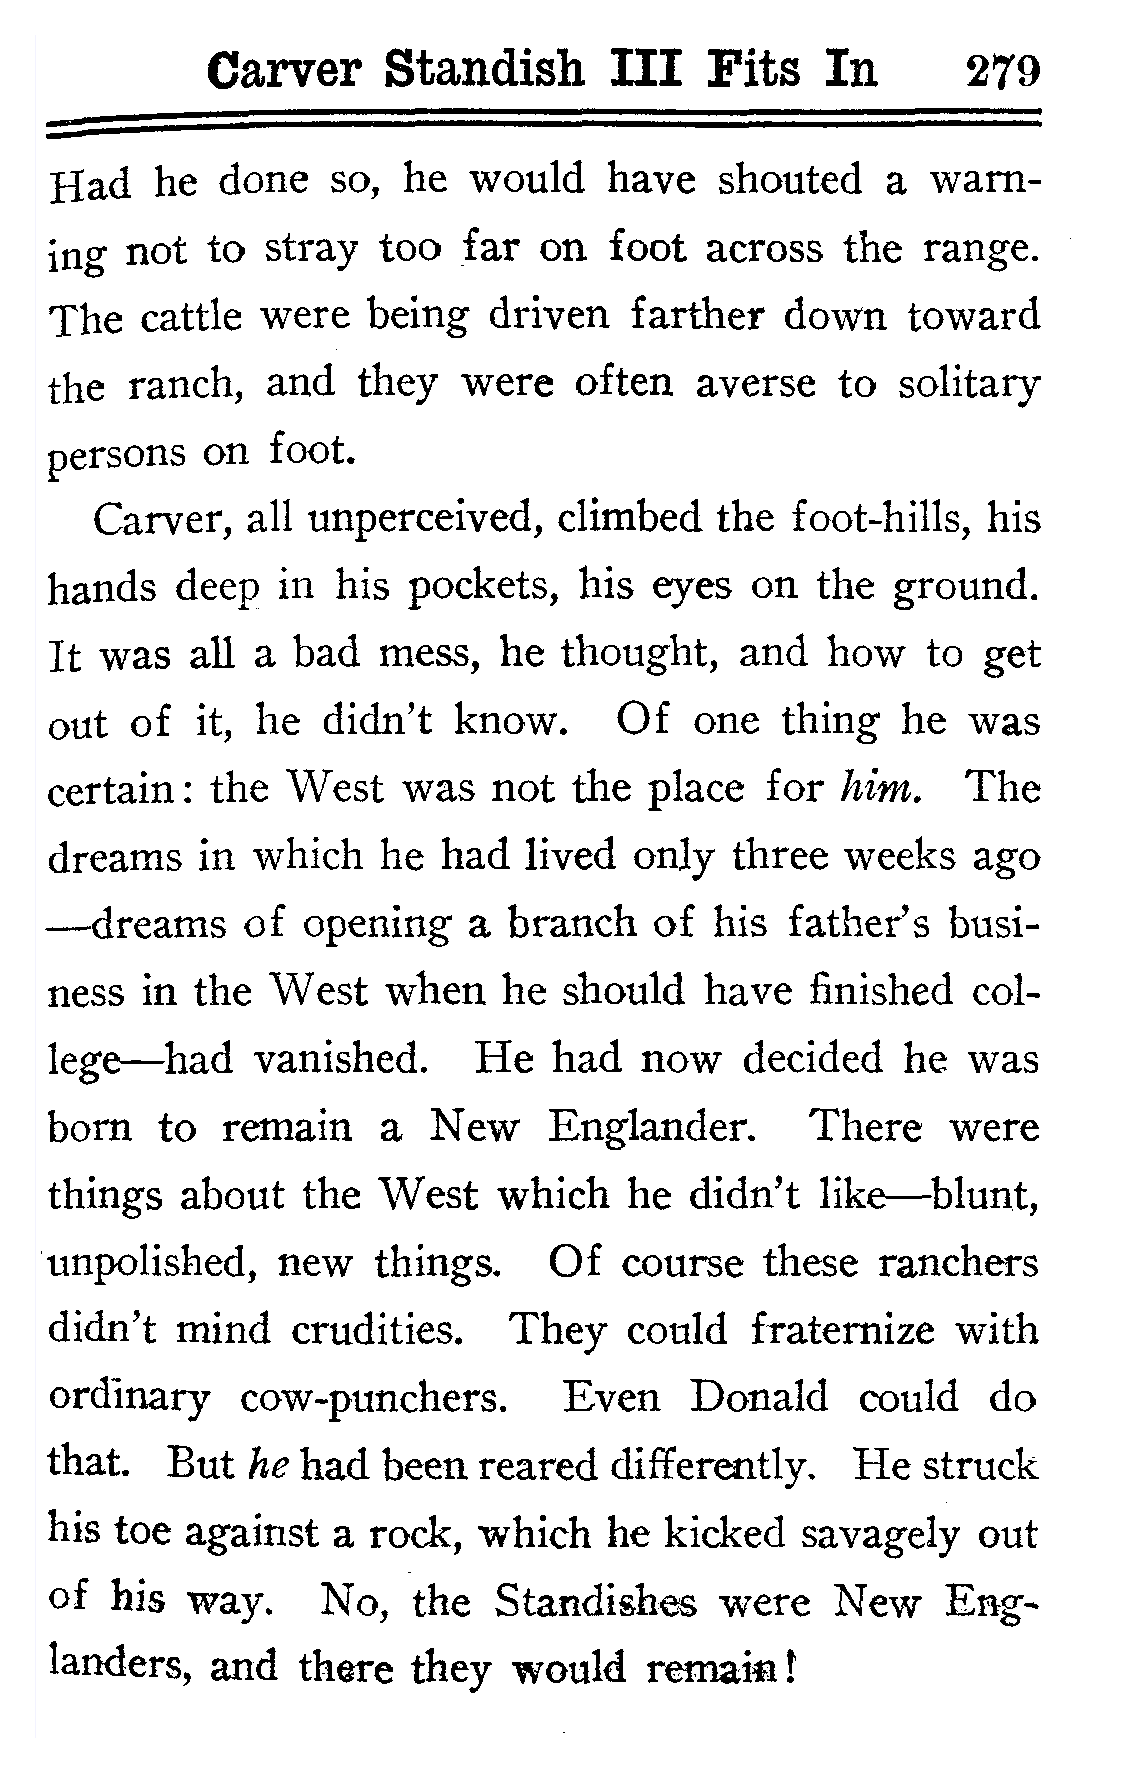 Carver Standish III Fits In 279
Had he done so, he would have shouted a warn-
ing not to stray too far on foot across the range.
The cattle were being driven farther down toward
the ranch, and they were often averse to solitary
persons on foot.
Carver, all unperceived, climbed the foot-hills, his
hands deep in his pockets, his eyes on the ground.
It was all a bad mess, he thought, and how to get
out of it, he didn't know. Of one thing he was
certain: the West was not the place for him. The
dreams in which he had lived only three weeks ago
—dreams of opening a branch of his father's busi-
ness in the West when he should have finished col-
lege—had vanished. He had now decided he was
born to remain a New Englander. There were
things about the West which he didn't like—blunt,
unpolished, new things. Of course these ranchers
didn't mind crudities. They could fraternize with
ordinary cow-punchers. Even Donald could do
that. But he had been reared differently. He struck
his toe against a rock, which he kicked savagely out
of his way. No, the Standishes were New Eng-
landers, and there they would remain!